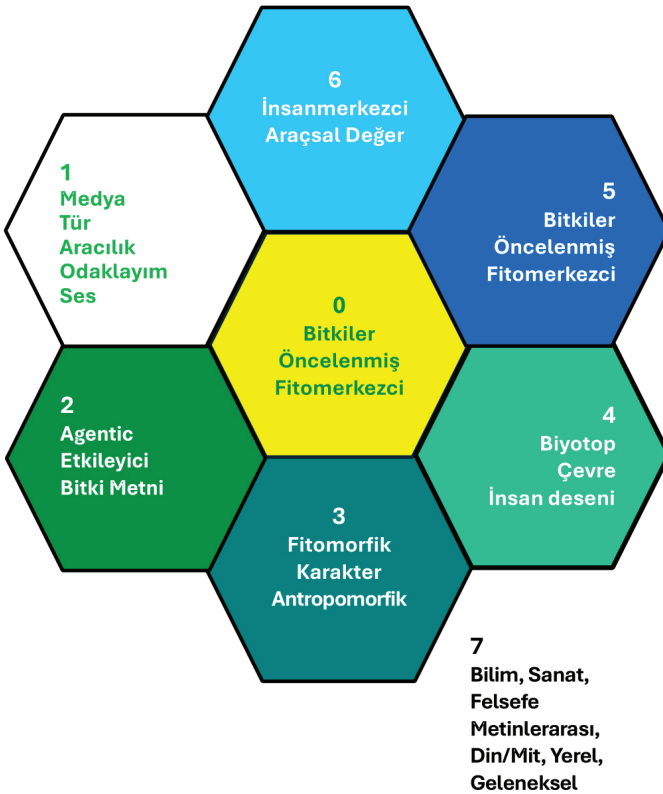 6
İnsanmerkezci
Araçsal Değer
1
Medya
Tür
Aracılık
Odaklayım
Ses
5
Bitkiler
Öncelenmiş
Fitomerkezci
0
Bitkiler
Öncelenmiş
Fitomerkezci
2
Agentic
Etkileyici
Bitki Metni
4
Biyotop
Çevre
İnsan deseni
3
Fitomorfik
Karakter
Antropomorfik
7
Bilim, Sanat,
Felsefe
Metinlerarası,
Din/Mit, Yerel,
Geleneksel